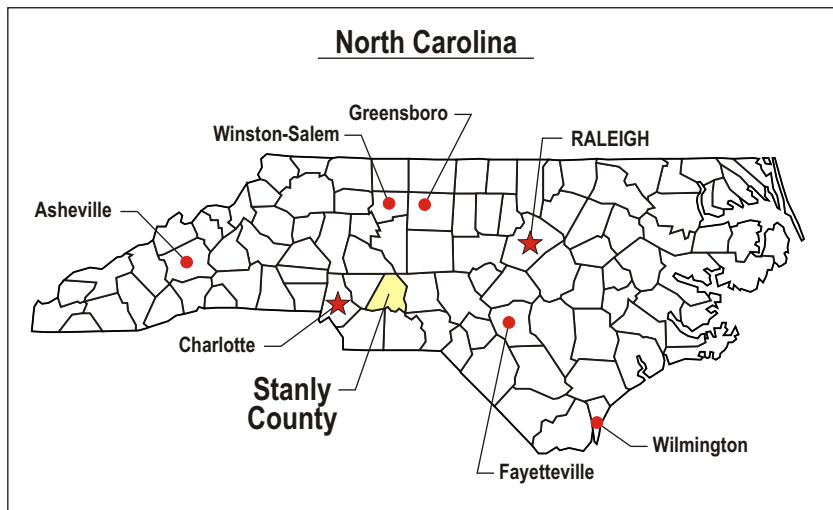 North Carolina
Greensboro
Winston-Salem
RALEIGH
Asheville
Charlotte
Stanly
County
Wilmington
Fayetteville